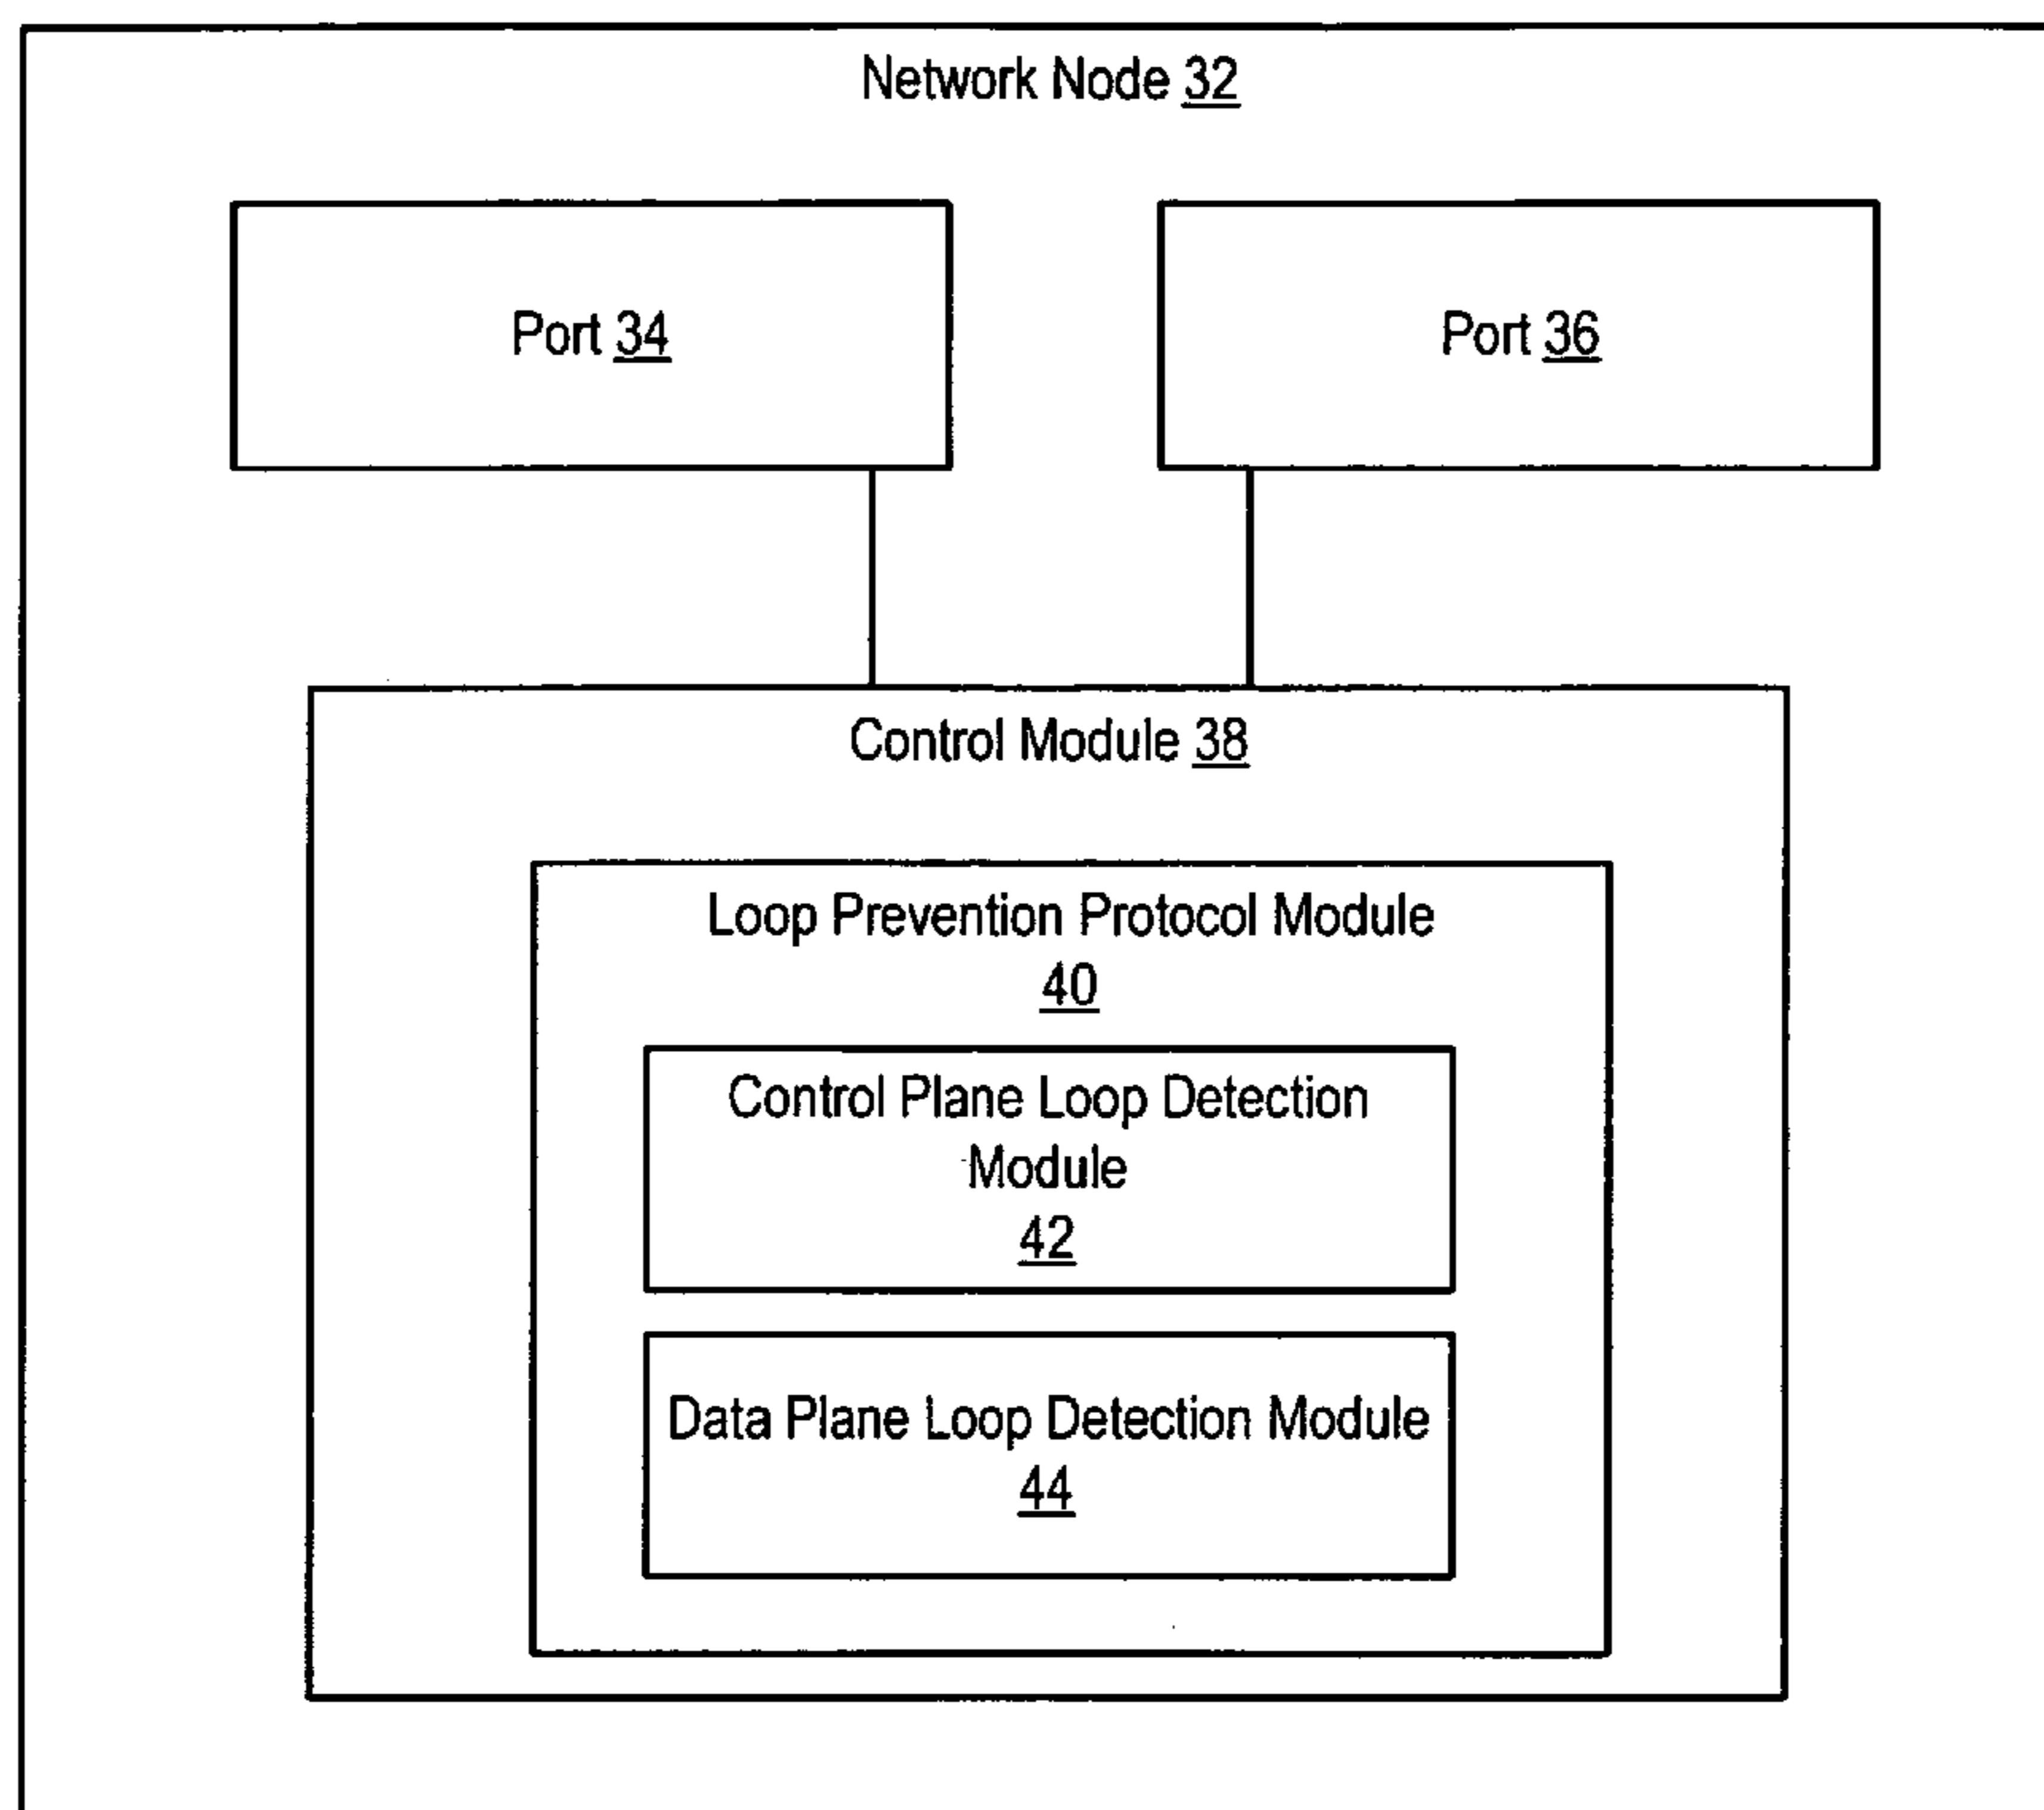 Network Node 32
Port 34
Port 36
Control Module 38
Loop Prevention Protocol Module
40
Control Plane Loop Detection
Module
42
Data Plane Loop Detection Module
44